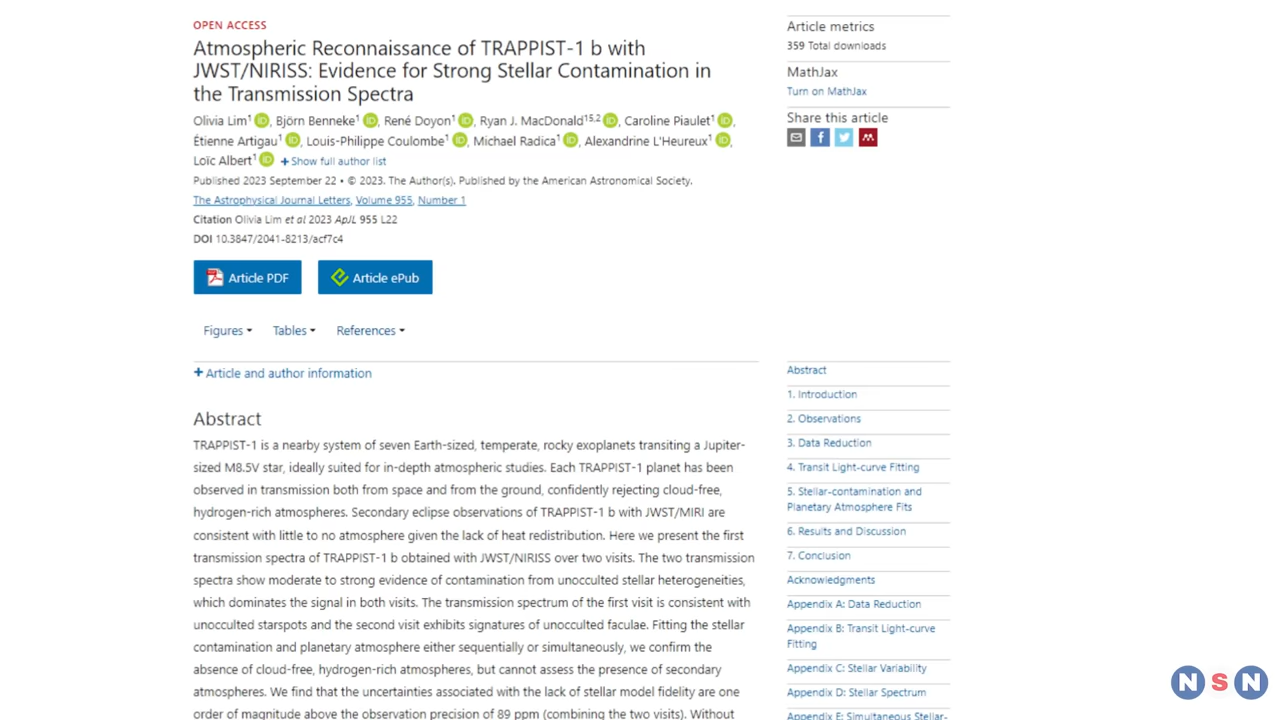 OPEN ACCESS
Atmospheric Reconnaissance of TRAPPIST-1 b with
JWST/NIRISS: Evidence for Strong Stellar Contamination in
the Transmission Spectra
Olivia Lim1 iD, Björn Benneke1 iD, René Doyon1 iD, Ryan J. MacDonald15,2 iD, Caroline Piaulet1 iD,
Étienne Artigau1 iD, Louis-Philippe Coulombe1 iD, Michael Radica1 iD, Alexandrine L'Heureux1 iD,
Loïc Albert1 iD + Show full author list
Published 2023 September 22 • © 2023. The Author(s). Published by the American Astronomical Society.
The Astrophysical Journal Letters, Volume 955, Number 1
Citation Olivia Lim et al 2023 ApJL 955 L22
DOI 10.3847/2041-8213/acf7c4
Article PDF
Article ePub
Figures
Tables
References
+ Article and author information
Abstract
TRAPPIST-1 is a nearby system of seven Earth-sized, temperate, rocky exoplanets transiting a Jupiter-
sized M8.5V star, ideally suited for in-depth atmospheric studies. Each TRAPPIST-1 planet has been
observed in transmission both from space and from the ground, confidently rejecting cloud-free,
hydrogen-rich atmospheres. Secondary eclipse observations of TRAPPIST-1 b with JWST/MIRI are
consistent with little to no atmosphere given the lack of heat redistribution. Here we present the first
transmission spectra of TRAPPIST-1 b obtained with JWST/NIRISS over two visits. The two transmission
spectra show moderate to strong evidence of contamination from unocculted stellar heterogeneities,
which dominates the signal in both visits. The transmission spectrum of the first visit is consistent with
unocculted starspots and the second visit exhibits signatures of unocculted faculae. Fitting the stellar
contamination and planetary atmosphere either sequentially or simultaneously, we confirm the
absence of cloud-free, hydrogen-rich atmospheres, but cannot assess the presence of secondary
atmospheres. We find that the uncertainties associated with the lack of stellar model fidelity are one
order of magnitude above the observation precision of 89 ppm (combining the two visits). Without
Article metrics
359 Total downloads
MathJax
Turn on MathJax
Share this article
Abstract
1. Introduction
2. Observations
3. Data Reduction
4. Transit Light-curve Fitting
5. Stellar-contamination and
Planetary Atmosphere Fits
6. Results and Discussion
7. Conclusion
Acknowledgments
Appendix A: Data Reduction
Appendix B: Transit Light-curve
Fitting
Appendix C: Stellar Variability
Appendix D: Stellar Spectrum
Appendix E: Simultaneous Stellar-
N S N